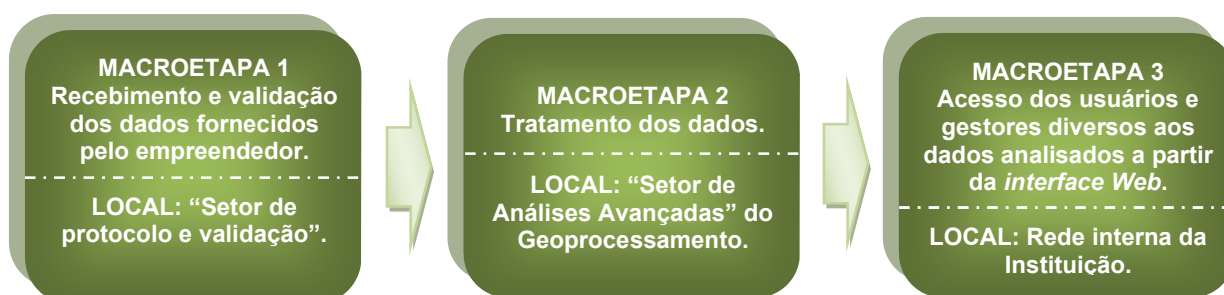 MACROETAPA 1
Recebimento e validação
dos dados fornecidos
pelo empreendedor.
LOCAL: “Setor de
protocolo e validação”.
MACROETAPA 2
Tratamento dos dados.
LOCAL: “Setor de
Análises Avançadas” do
Geoprocessamento.
MACROETAPA 3
Acesso dos usuários e
gestores diversos aos
dados analisados a partir
da interface Web.
LOCAL: Rede interna da
Instituição.